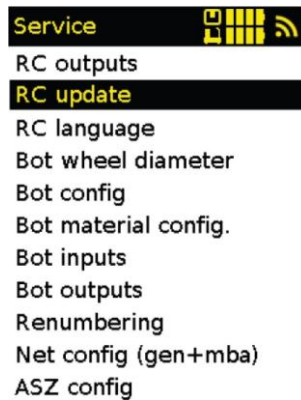 Service
RC outputs
RC update
RC language
Bot wheel diameter
Bot config
Bot material config.
Bot inputs
Bot outputs
Renumbering
Net config (gen+mba)
ASZ config